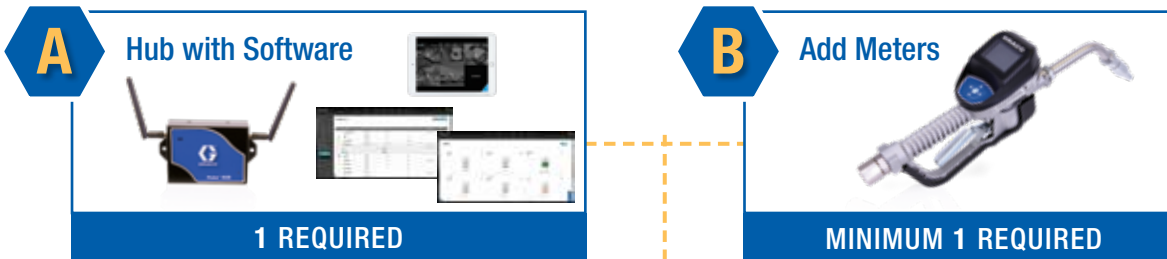 A
Hub with Software
1 REQUIRED
B
Add Meters
MINIMUM 1 REQUIRED